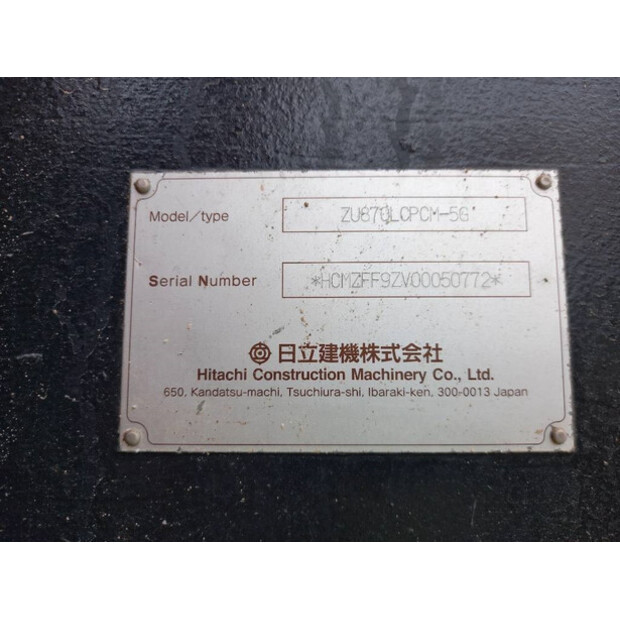 Model/type ZU870LCPCM-5G
Serial Number *HCMZFF9ZV00050772*
日立建機株式会社
Hitachi Construction Machinery Co., Ltd.
650, Kandatsu-machi, Tsuchiura-shi, Ibaraki-ken, 300-0013 Japan